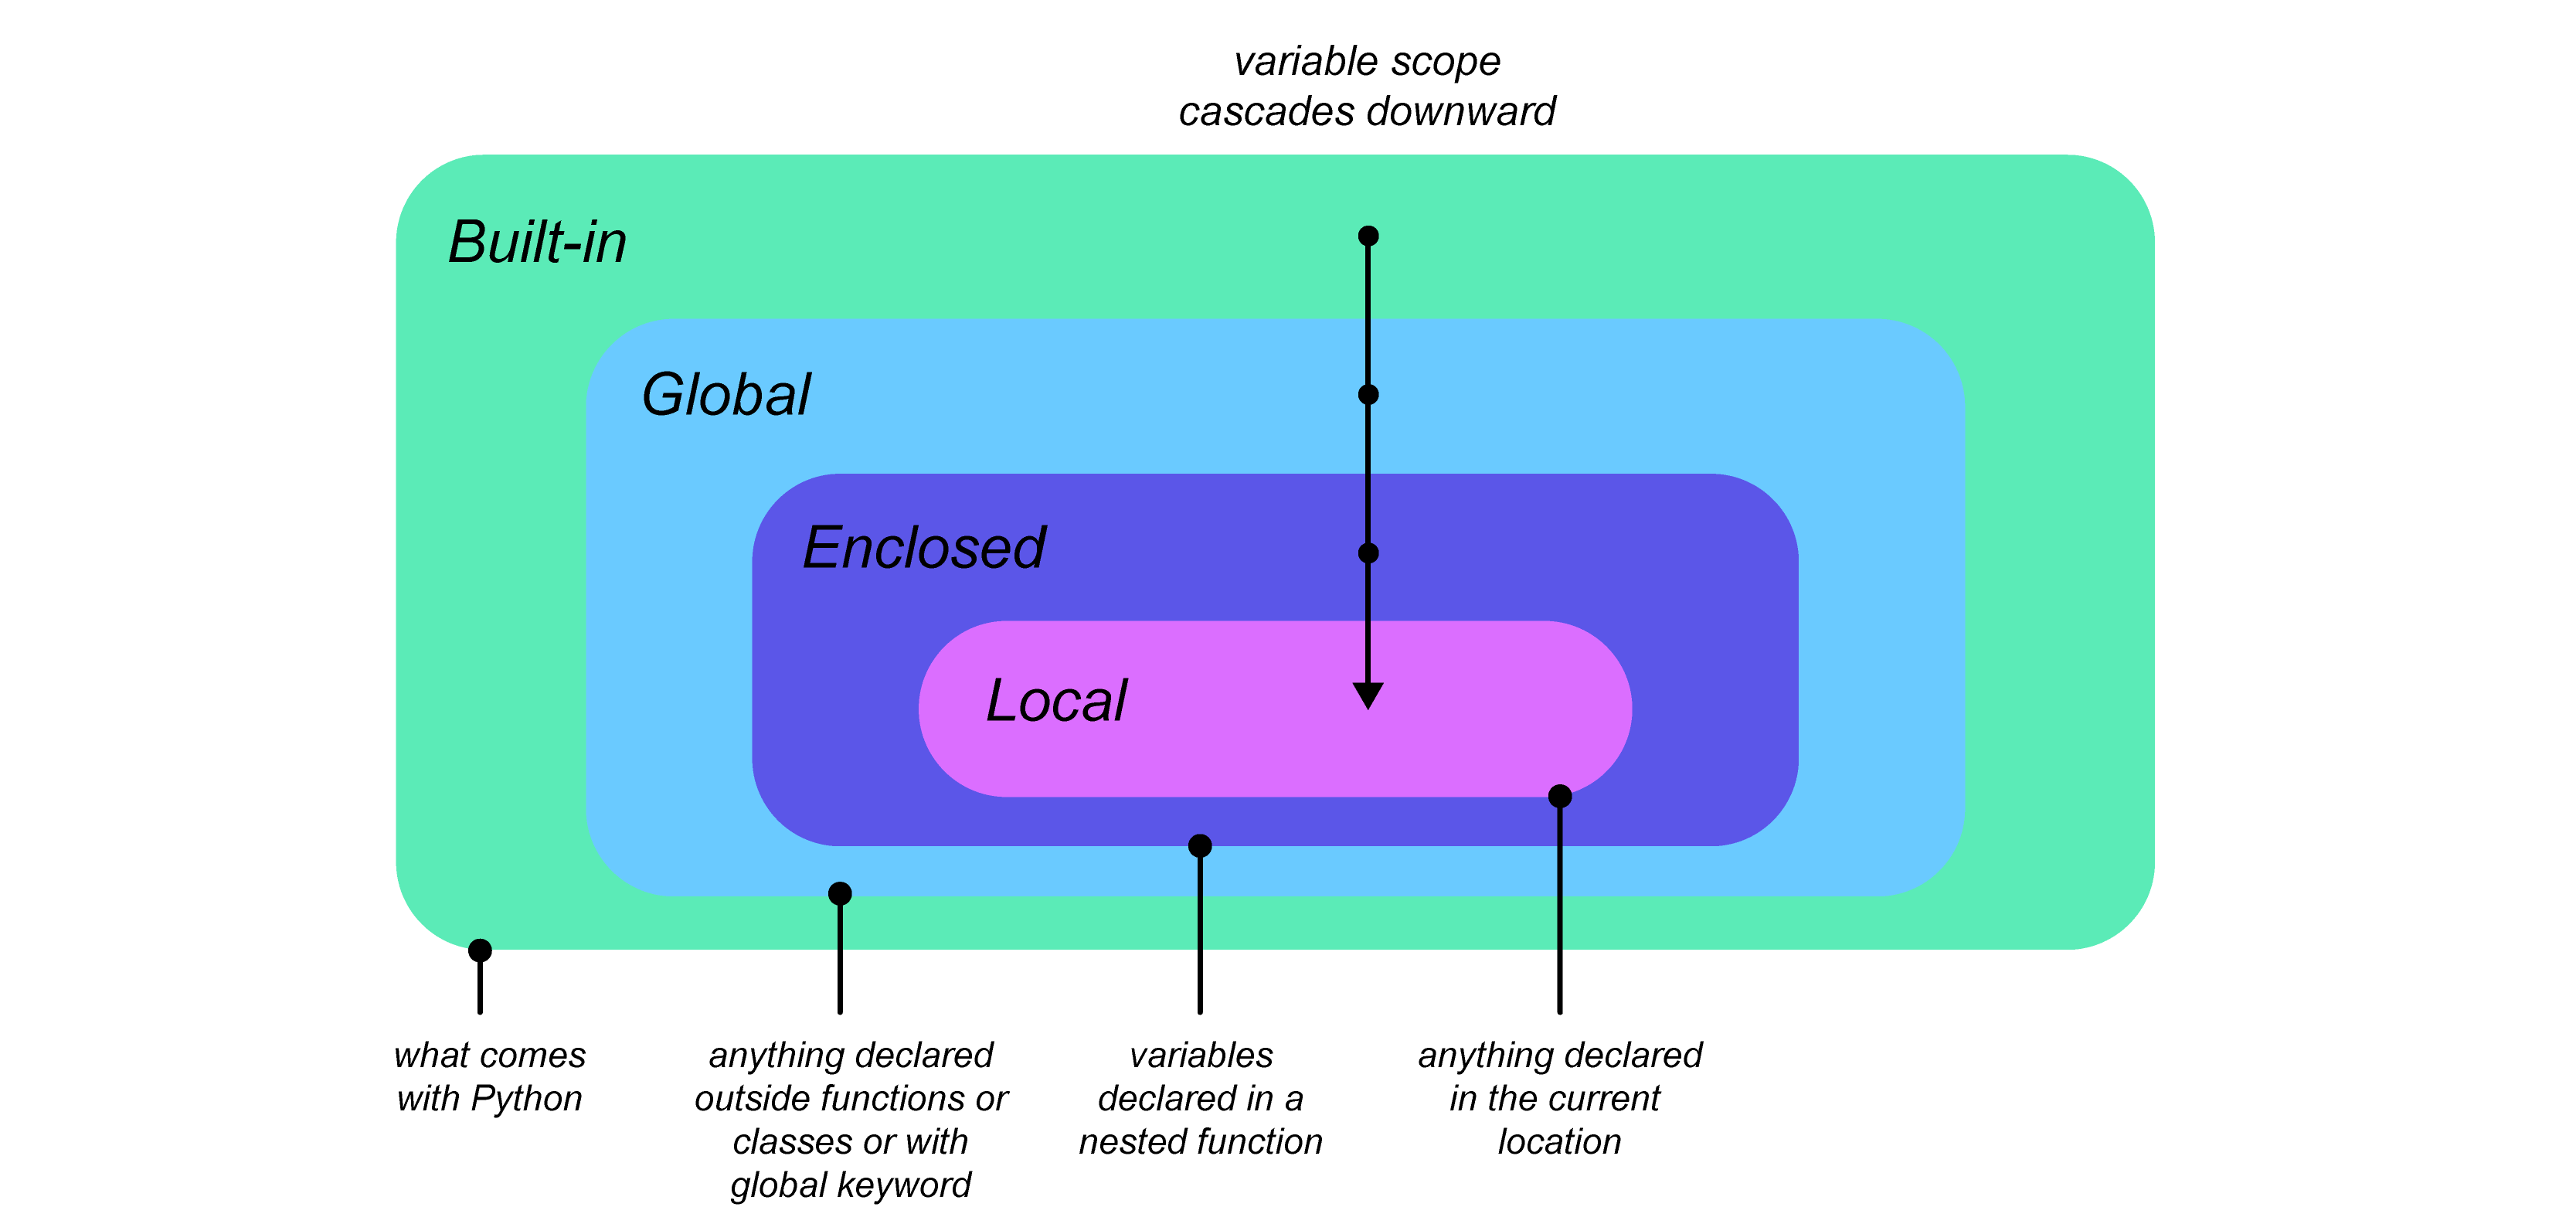 variable scope
cascades downward
Built-in
Global
Enclosed
Local
what comes
with Python
anything declared
outside functions or
classes or with
global keyword
variables
declared in a
nested function
anything declared
in the current
location